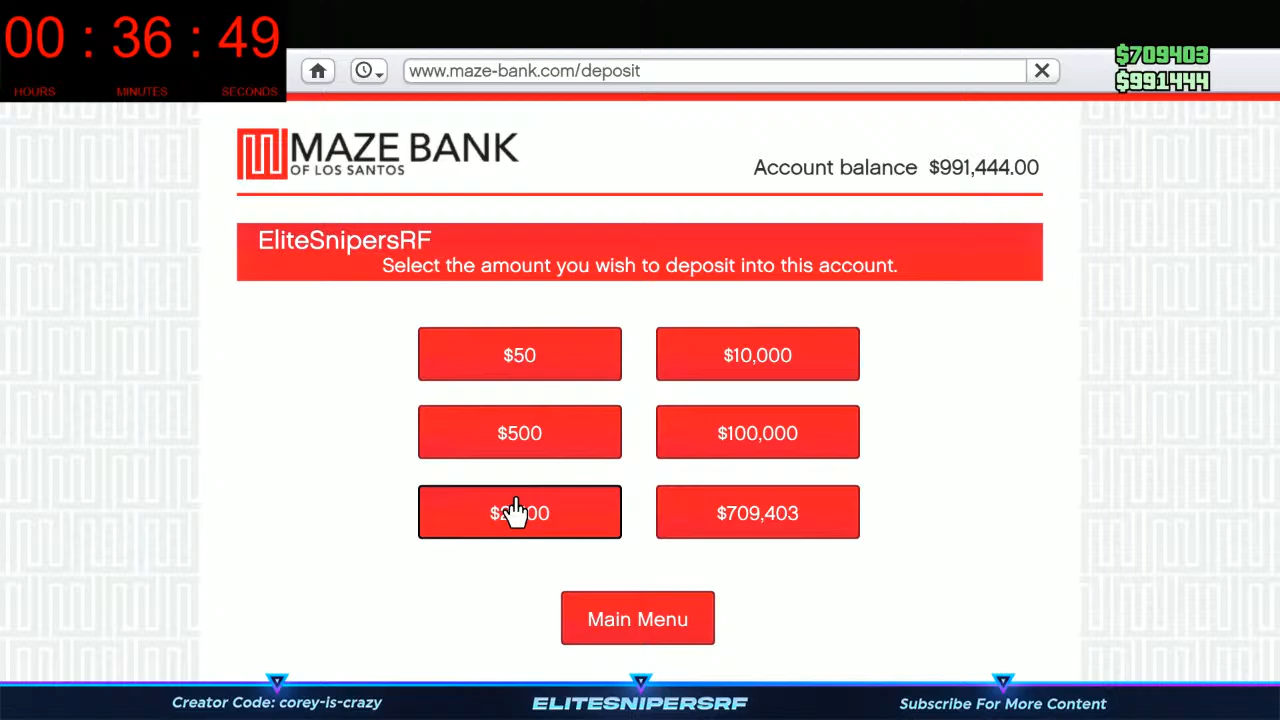 00 : 36 : 49
HOURS MINUTES SECONDS
www.maze-bank.com/deposit
$709403
$991444
MAZE BANK
OF LOS SANTOS
Account balance $991,444.00
EliteSnipersRF
Select the amount you wish to deposit into this account.
$50
$10,000
$500
$100,000
$709,403
Main Menu
Creator Code: corey-is-crazy
ELITESNIPERSRF
Subscribe For More Content